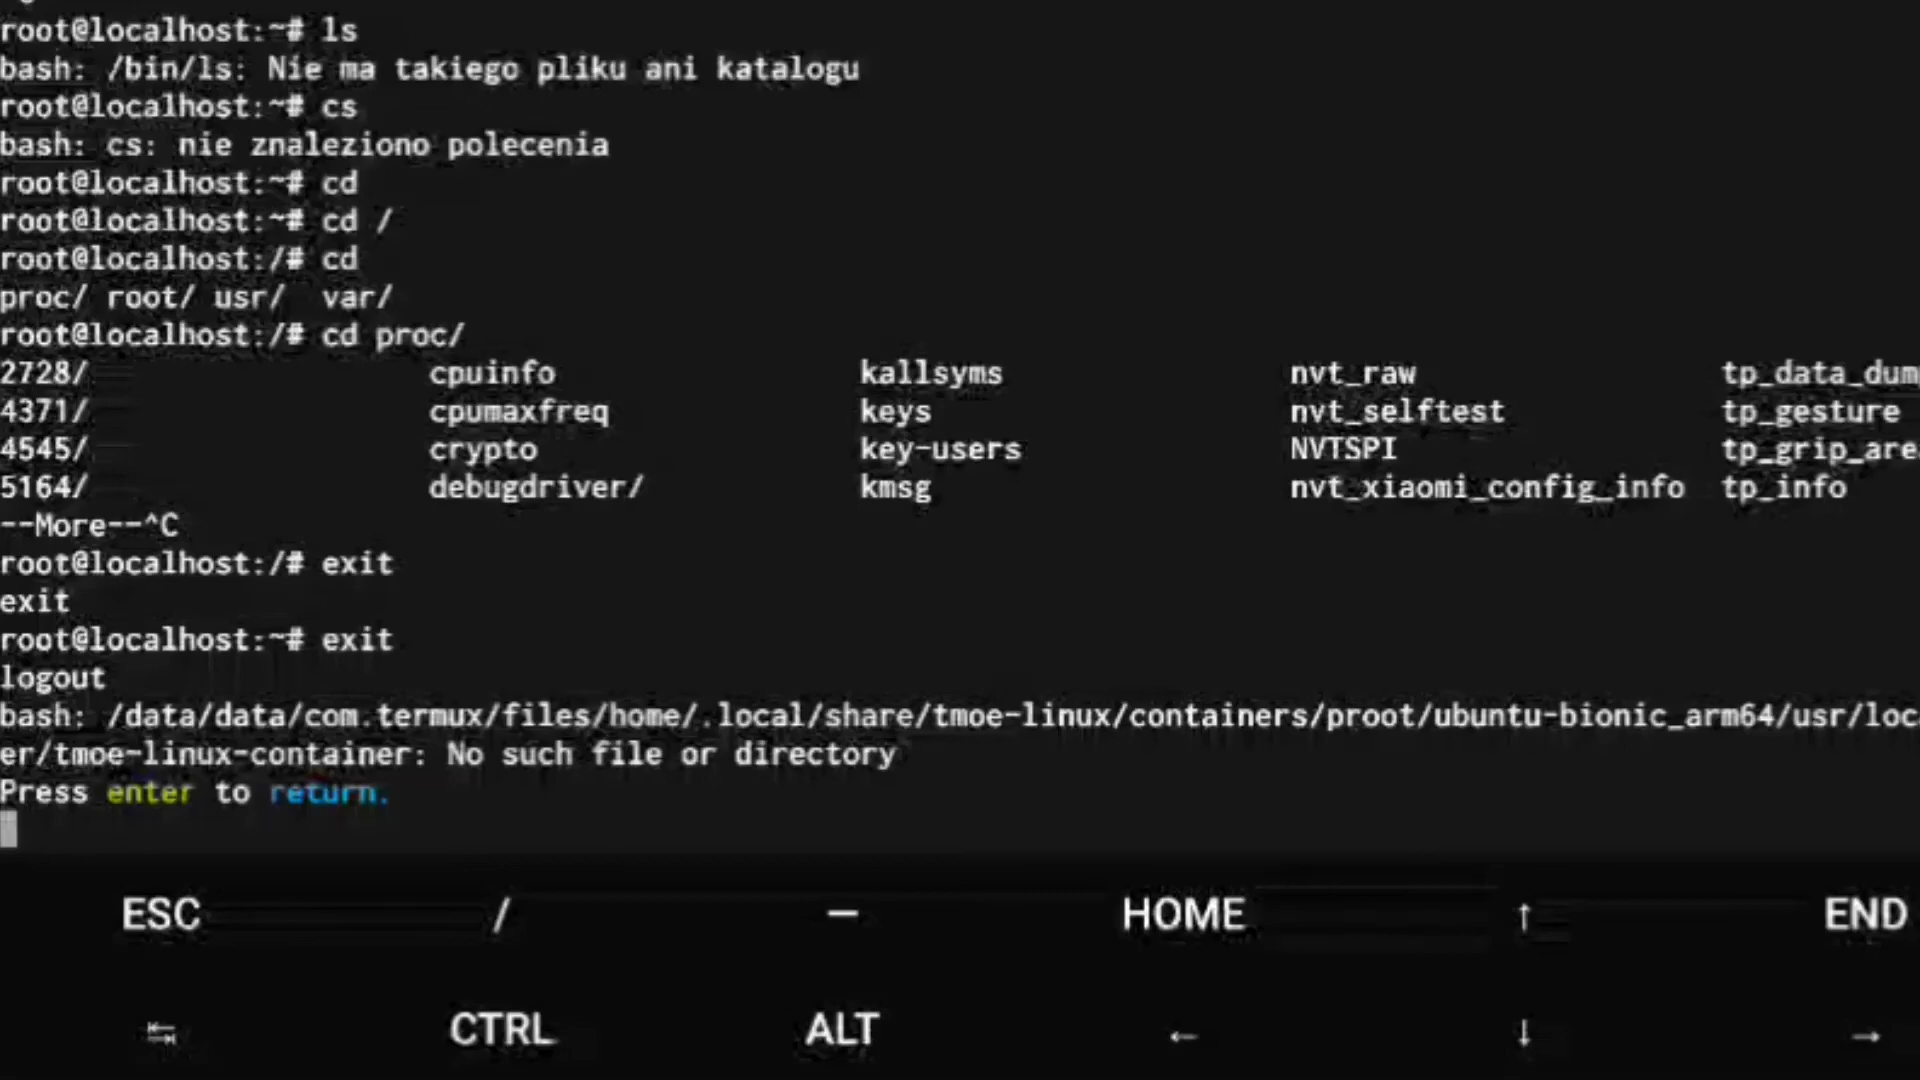 root@localhost:~# ls
bash: /bin/ls: Nie ma takiego pliku ani katalogu
root@localhost:~# cs
bash: cs: nie znaleziono polecenia
root@localhost:~# cd
root@localhost:~# cd /
root@localhost:/# cd
proc/ root/ usr/  var/
root@localhost:/# cd proc/
2728/ cpuinfo kallsyms nvt_raw tp_data_dum
4371/ cpumaxfreq keys nvt_selftest tp_gesture
4545/ crypto key-users NVTSPI tp_grip_are
5164/ debugdriver/ kmsg nvt_xiaomi_config_info tp_info
--More--^C
root@localhost:/# exit
exit
root@localhost:~# exit
logout
bash: /data/data/com.termux/files/home/.local/share/tmoe-linux/containers/proot/ubuntu-bionic_arm64/usr/loc
er/tmoe-linux-container: No such file or directory
Press enter to return.
ESC / — HOME ↑ END
↹ CTRL ALT ← ↓ →